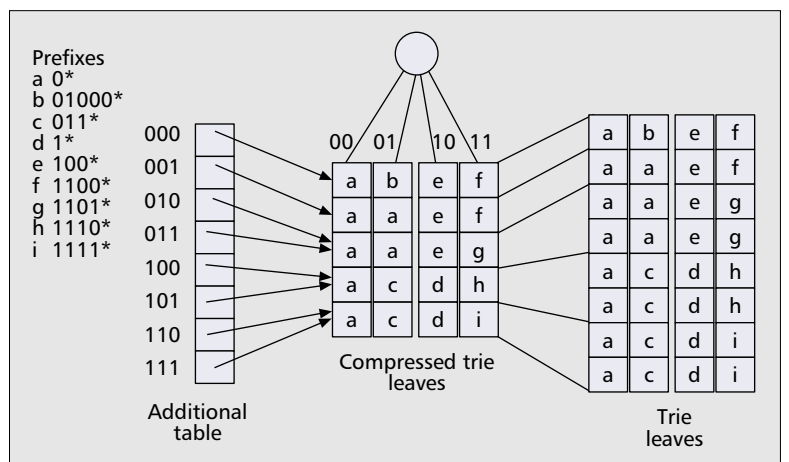 Prefixes
a 0*
b 01000*
c 011*
d 1*
e 100*
f 1100*
g 1101*
h 1110*
i 1111*
000
001
010
011
100
101
110
111
Additional
table
00 01 10 11
a b e f
a a e f
a a e g
a c d h
a c d i
Compressed trie
leaves
a b e f
a a e f
a a e g
a a e g
a c d h
a c d h
a c d i
a c d i
Trie
leaves